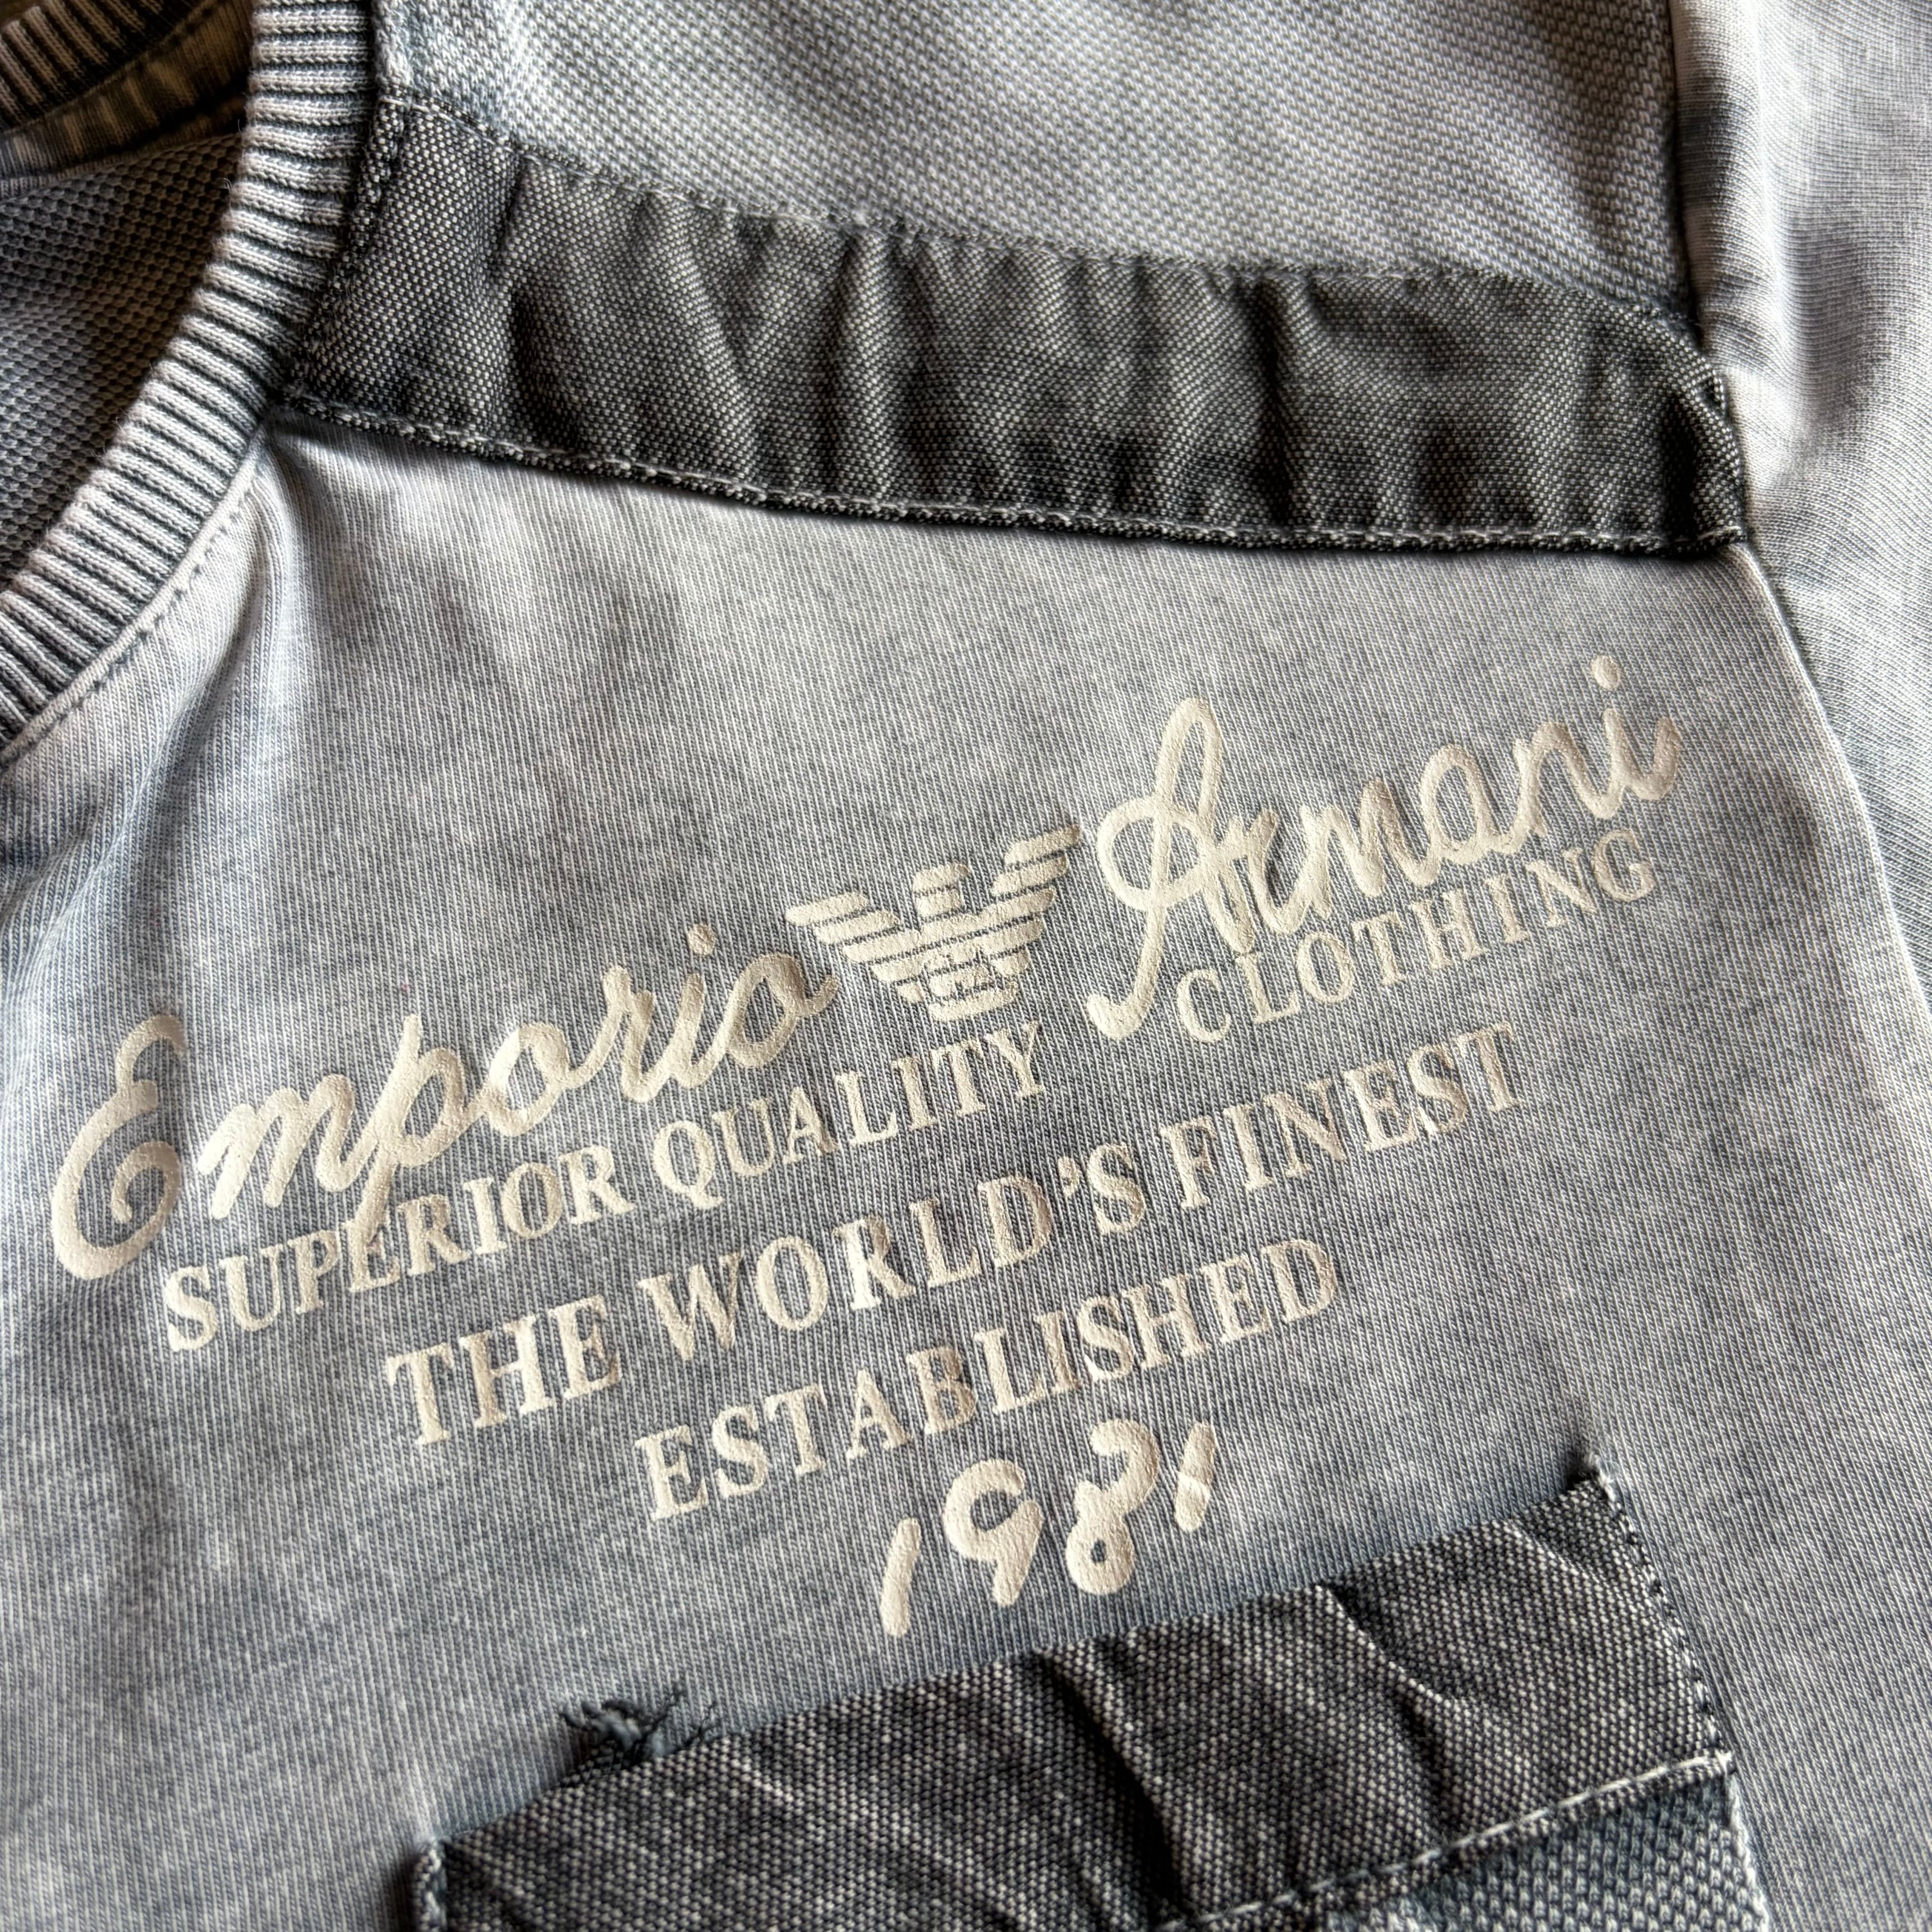 Emporio Armani
SUPERIOR QUALITY CLOTHING
THE WORLD'S FINEST
ESTABLISHED
1981